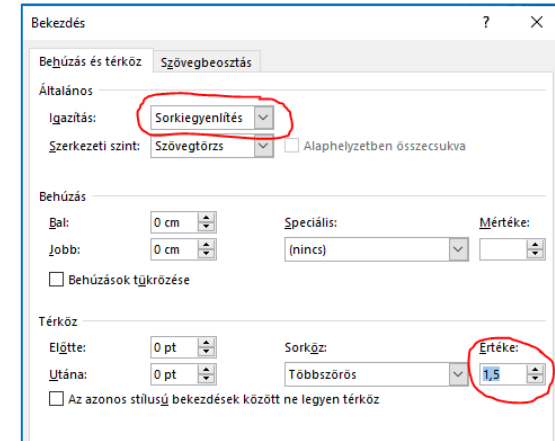 Bekezdés ? ×
Behúzás és térköz Szövegbeosztás
Általános
Igazítás: Sorkiegyenlítés
Szerkezeti szint: Szövegtörzs Alaphelyzetben összecsukva
Behúzás
Bal: 0 cm Speciális: Mértéke:
Jobb: 0 cm (nincs)
Behúzások tükrözése
Térköz
Előtte: 0 pt Sorköz: Értéke:
Utána: 0 pt Többszörös 1,5
Az azonos stílusú bekezdések között ne legyen térköz